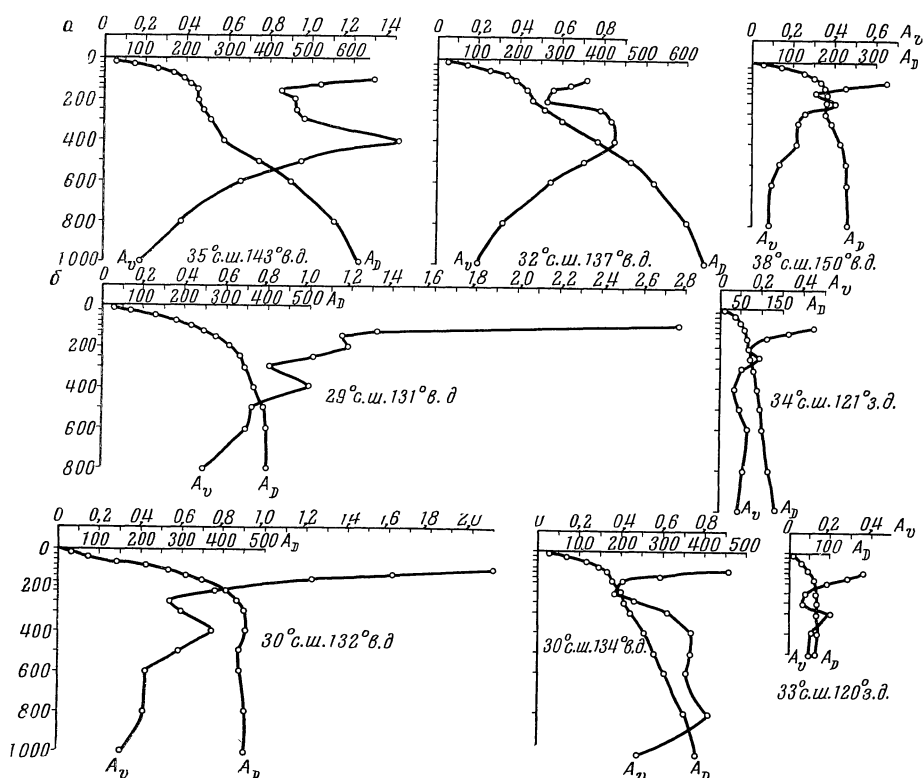 а 0 0,2 0,4 0,6 0,8 1,0 1,2 1,4
100 200 300 400 500 600
0
200
400
600
800
1000
A_v 35°с.ш.143°в.д. A_D
0 0,2 0,4 0,6 0,8
100 200 300 400 500 600
A_v 32°с.ш.137°в.д. A_D
0 0,2 0,4 0,6 A_v
100 200 300 A_D
A_v A_D
38°с.ш.150°в.д.
б 0 0,2 0,4 0,6 0,8 1,0 1,2 1,4 1,6 1,8 2,0 2,2 2,4 2,6 2,8
100 200 300 400 500 A_D
0
200
400
600
800
29°с.ш.131°в.д
A_v A_D
0 0,2 0,4 A_v
50 150 A_D
34°с.ш.121°з.д.
A_v A_D
0 0,2 0,4 0,6 0,8 1,0 1,2 1,4 1,6 1,8 2,0
100 200 300 400 500 A_D
0
200
400
600
800
1000
30°с.ш.132°в.д
A_v A_D
0 0,2 0,4 0,6 0,8
100 200 300 400 500
30°с.ш.134°в.д.
A_v A_D
0 0,2 0,4 A_v
100 A_D
A_v A_D
33°с.ш.120°з.д.